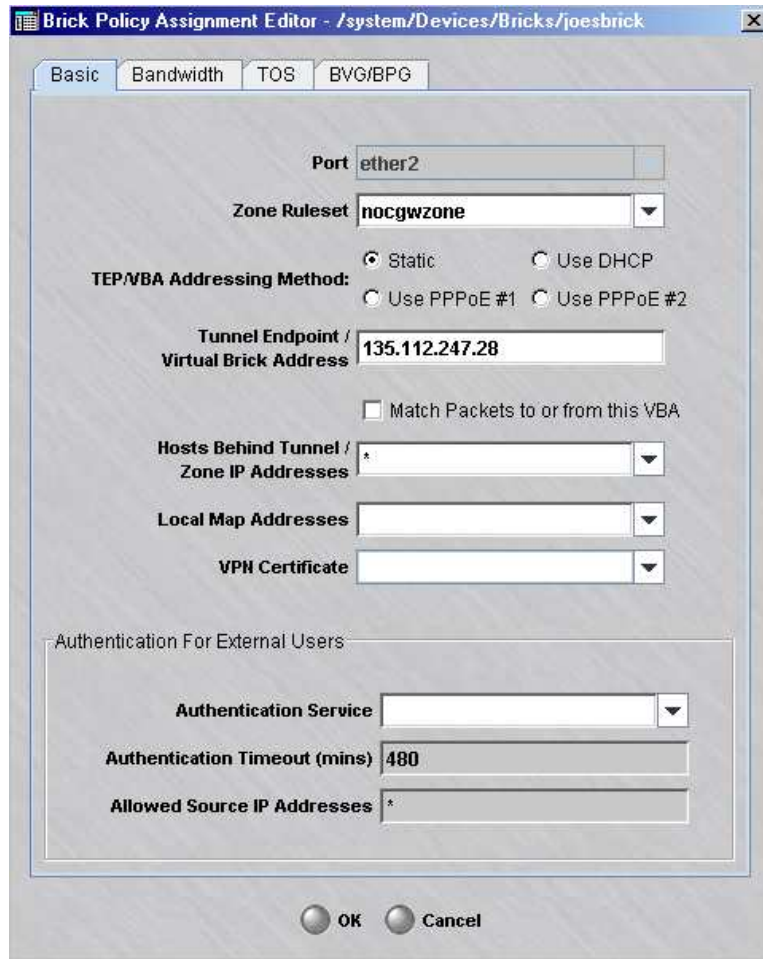 Brick Policy Assignment Editor - /system/Devices/Bricks/joesbrick
Basic Bandwidth TOS BVG/BPG
Port ether2
Zone Ruleset nocgwzone
TEP/VBA Addressing Method:
Static Use DHCP
Use PPPoE #1 Use PPPoE #2
Tunnel Endpoint /
Virtual Brick Address
135.112.247.28
Match Packets to or from this VBA
Hosts Behind Tunnel /
Zone IP Addresses
*
Local Map Addresses
VPN Certificate
Authentication For External Users
Authentication Service
Authentication Timeout (mins) 480
Allowed Source IP Addresses *
OK Cancel